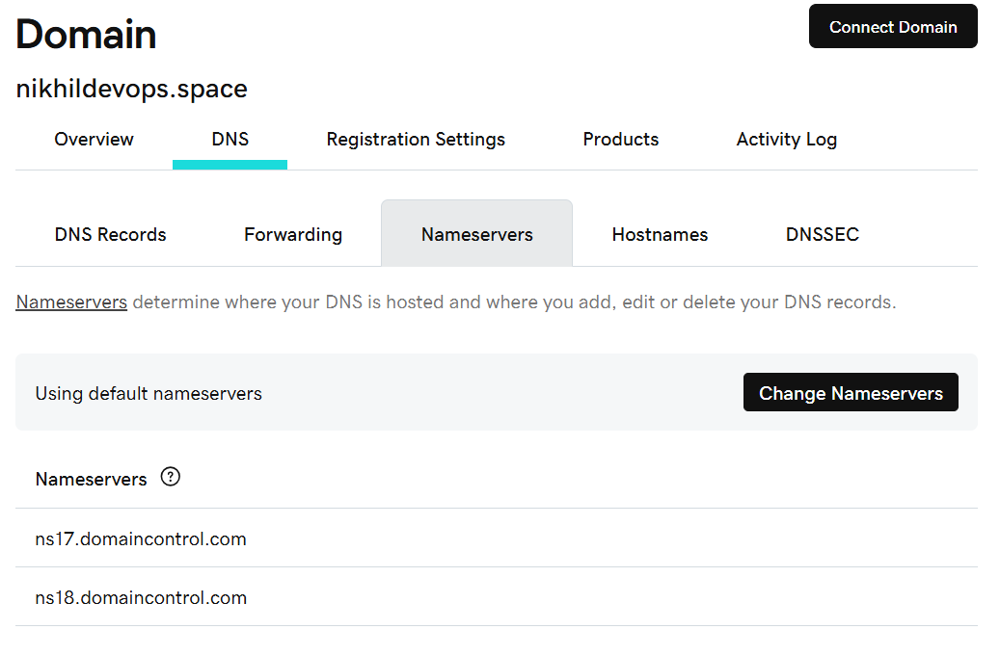 Domain
Connect Domain
nikhildevops.space
Overview DNS Registration Settings Products Activity Log
DNS Records Forwarding Nameservers Hostnames DNSSEC
Nameservers determine where your DNS is hosted and where you add, edit or delete your DNS records.
Using default nameservers Change Nameservers
Nameservers ?
ns17.domaincontrol.com
ns18.domaincontrol.com